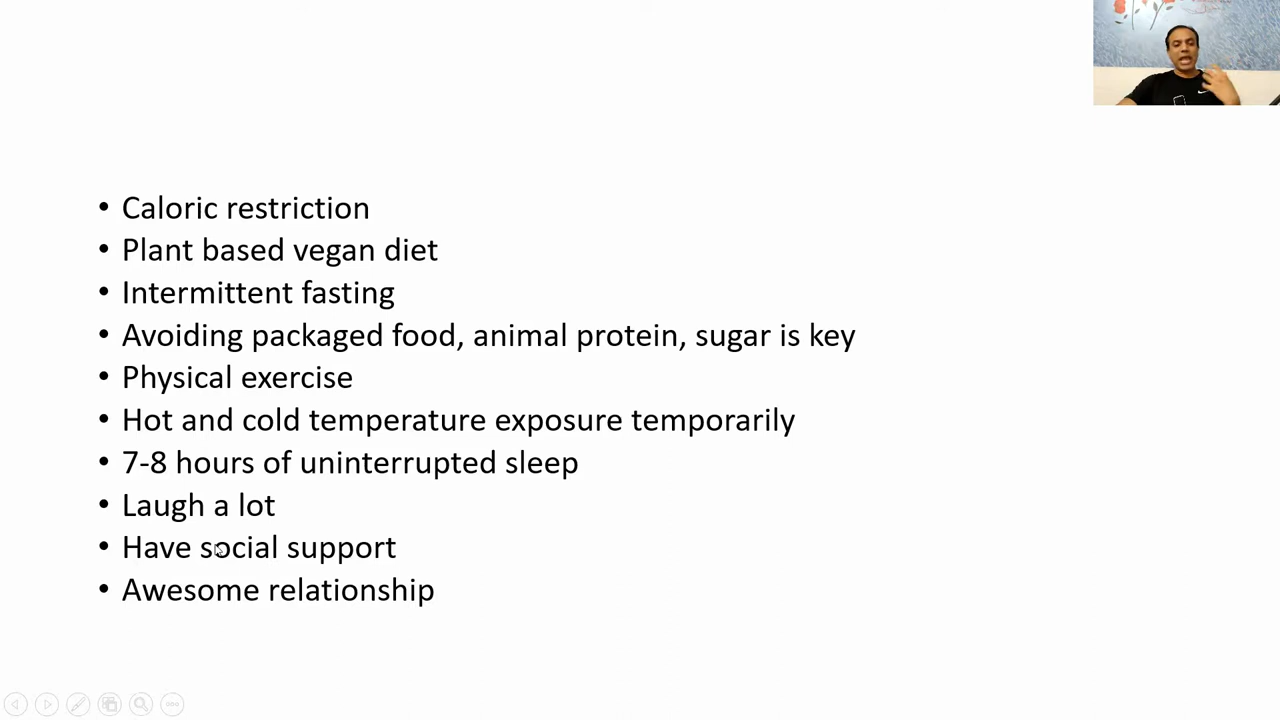 • Caloric restriction
• Plant based vegan diet
• Intermittent fasting
• Avoiding packaged food, animal protein, sugar is key
• Physical exercise
• Hot and cold temperature exposure temporarily
• 7-8 hours of uninterrupted sleep
• Laugh a lot
• Have social support
• Awesome relationship